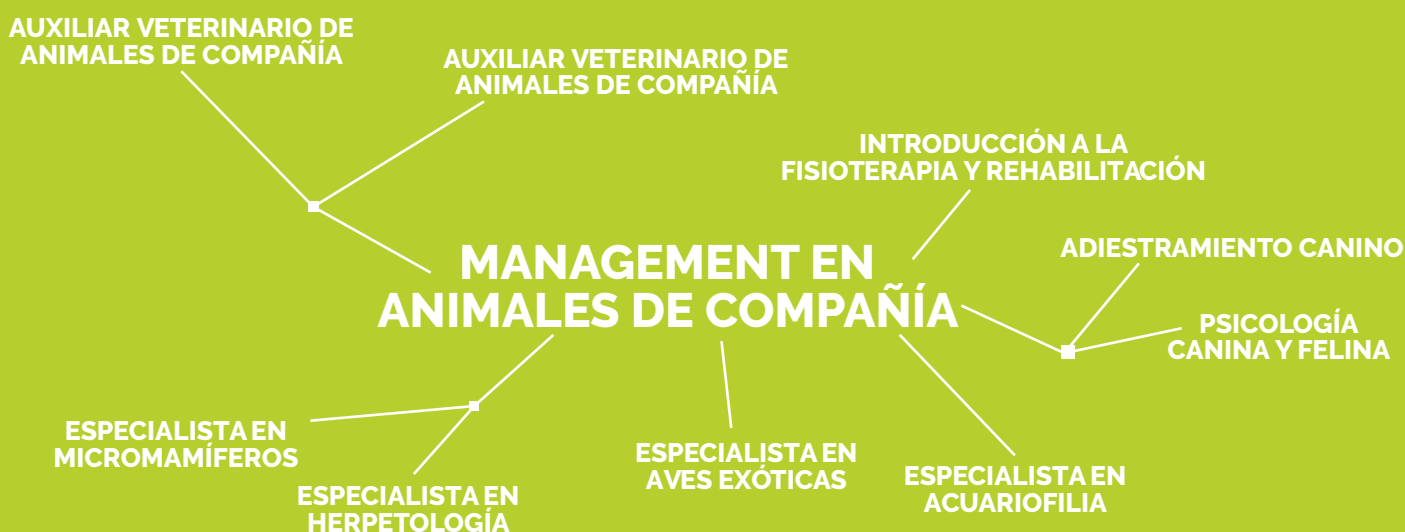 AUXILIAR VETERINARIO DE
ANIMALES DE COMPAÑÍA
AUXILIAR VETERINARIO DE
ANIMALES DE COMPAÑÍA
INTRODUCCIÓN A LA
FISIOTERAPIA Y REHABILITACIÓN
MANAGEMENT EN
ANIMALES DE COMPAÑÍA
ADIESTRAMIENTO CANINO
PSICOLOGÍA
CANINA Y FELINA
ESPECIALISTA EN
MICROMAMÍFEROS
ESPECIALISTA EN
HERPETOLOGÍA
ESPECIALISTA EN
AVES EXÓTICAS
ESPECIALISTA EN
ACUARIOFILIA